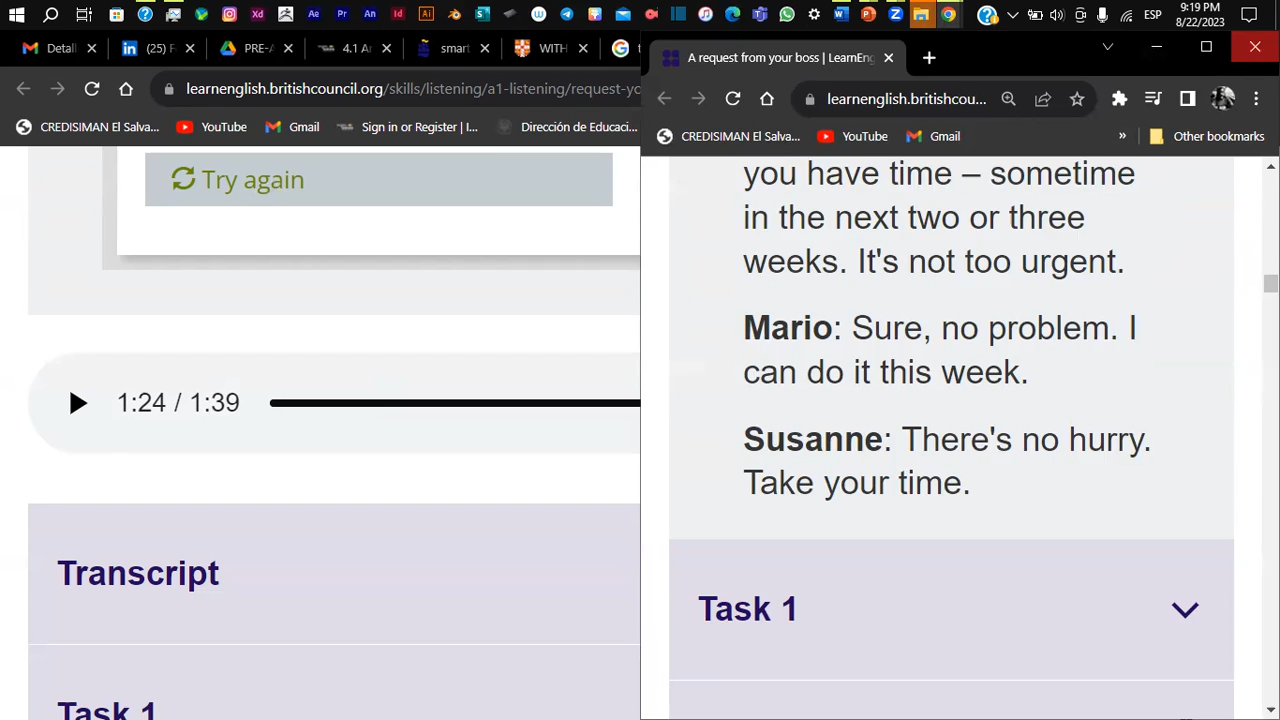 9:19 PM
ESP
8/22/2023
Detall
(25) F
PRE-A
4.1 A
smart
WITH
A request from your boss | LearnEng
learnenglish.britishcouncil.org/skills/listening/a1-listening/request-yo
learnenglish.britishcou...
CREDISIMAN El Salva...
YouTube
Gmail
Sign in or Register | I...
Dirección de Educaci...
CREDISIMAN El Salva...
YouTube
Gmail
»
Other bookmarks
Try again
1:24 / 1:39
Transcript
Task 1
you have time – sometime
in the next two or three
weeks. It's not too urgent.
Mario: Sure, no problem. I
can do it this week.
Susanne: There's no hurry.
Take your time.
Task 1